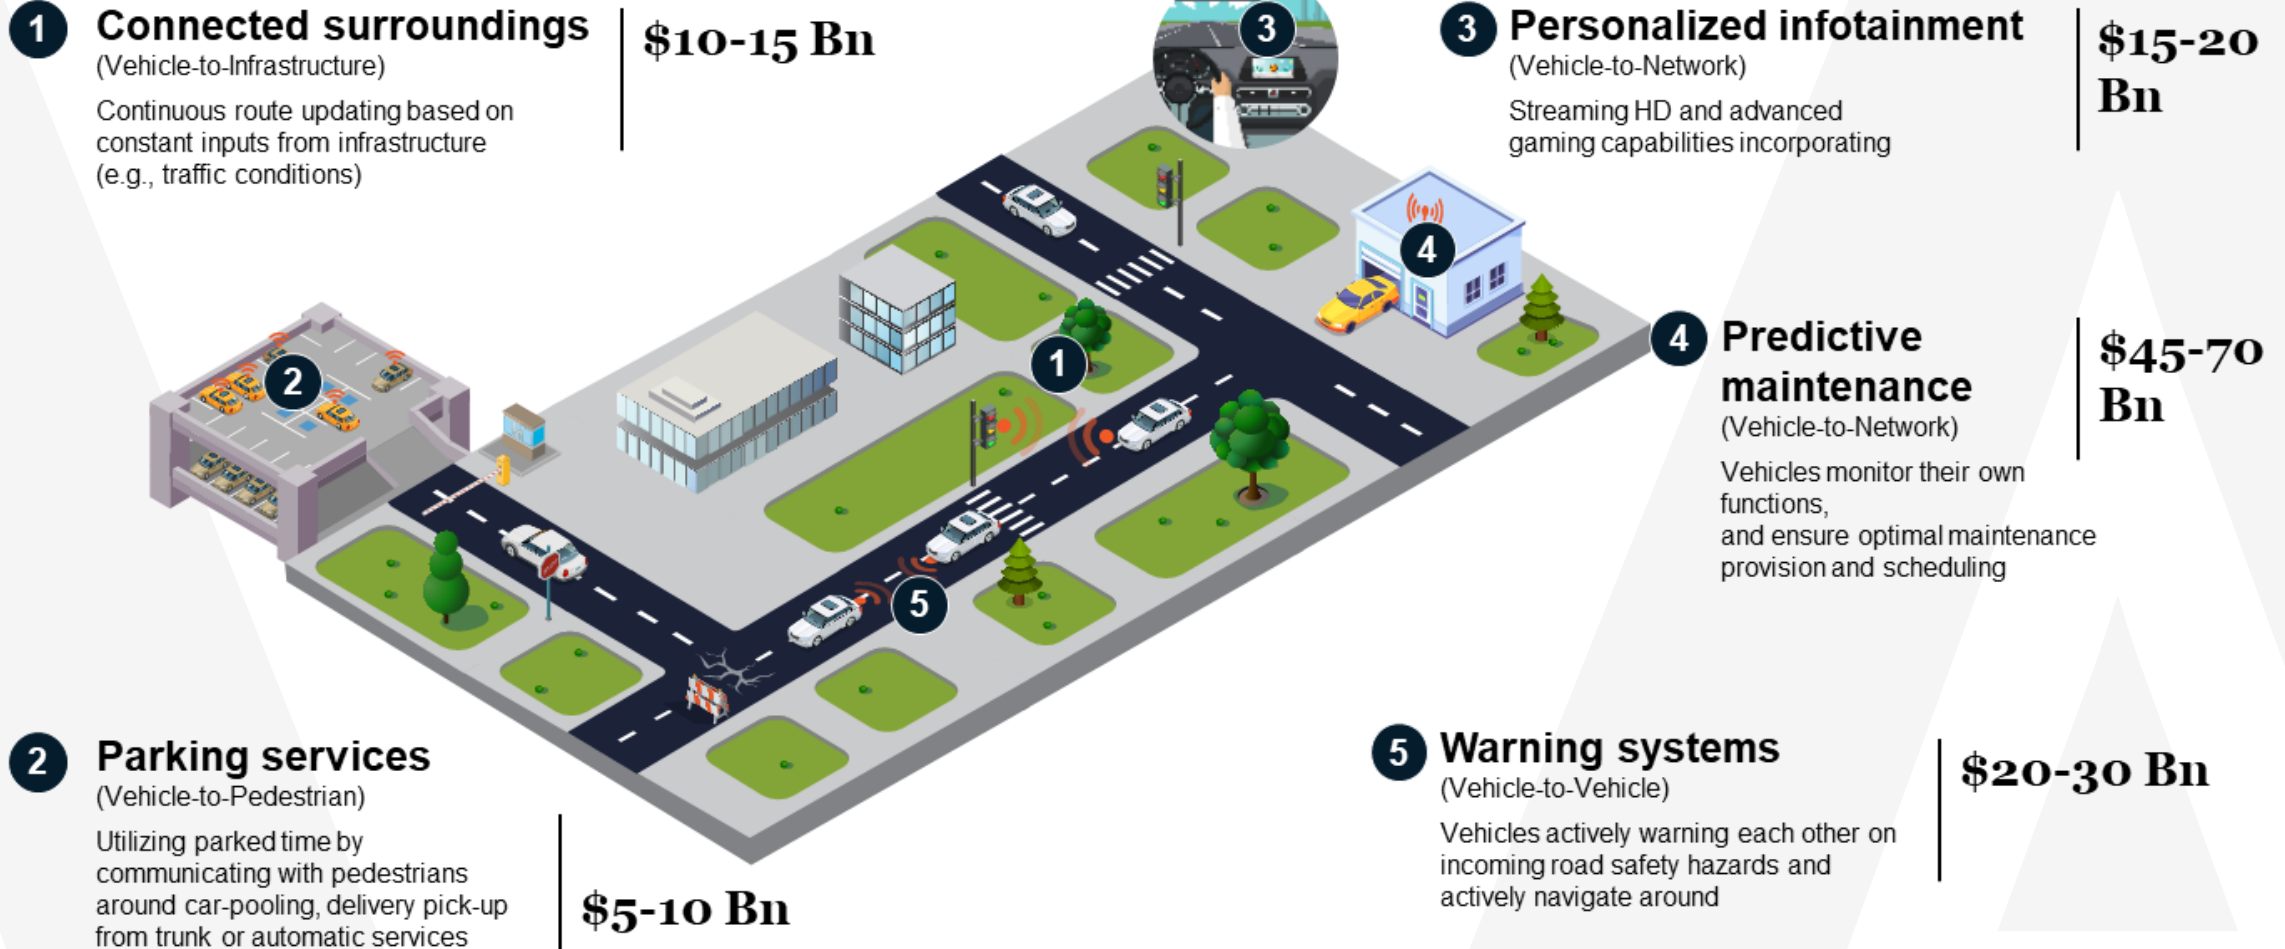 1
Connected surroundings
(Vehicle-to-Infrastructure)
Continuous route updating based on
constant inputs from infrastructure
(e.g., traffic conditions)
$10-15 Bn
3
3
Personalized infotainment
(Vehicle-to-Network)
Streaming HD and advanced
gaming capabilities incorporating
$15-20
Bn
4
4
Predictive
maintenance
(Vehicle-to-Network)
Vehicles monitor their own
functions,
and ensure optimal maintenance
provision and scheduling
$45-70
Bn
2
1
5
2
Parking services
(Vehicle-to-Pedestrian)
Utilizing parked time by
communicating with pedestrians
around car-pooling, delivery pick-up
from trunk or automatic services
$5-10 Bn
5
Warning systems
(Vehicle-to-Vehicle)
Vehicles actively warning each other on
incoming road safety hazards and
actively navigate around
$20-30 Bn